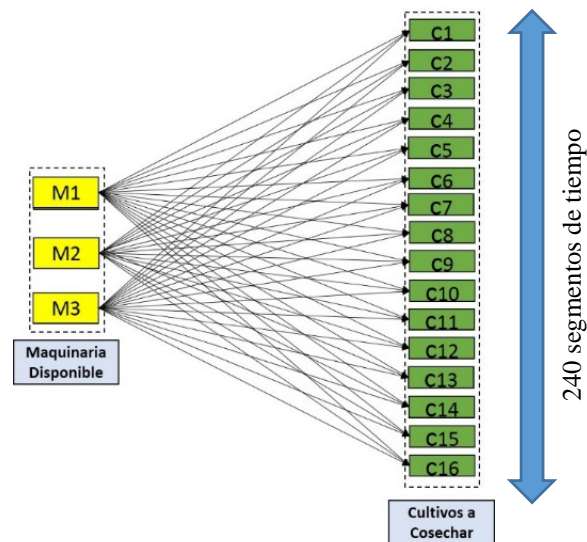 M1
M2
M3
Maquinaria
Disponible
C1
C2
C3
C4
C5
C6
C7
C8
C9
C10
C11
C12
C13
C14
C15
C16
Cultivos a
Cosechar
240 segmentos de tiempo